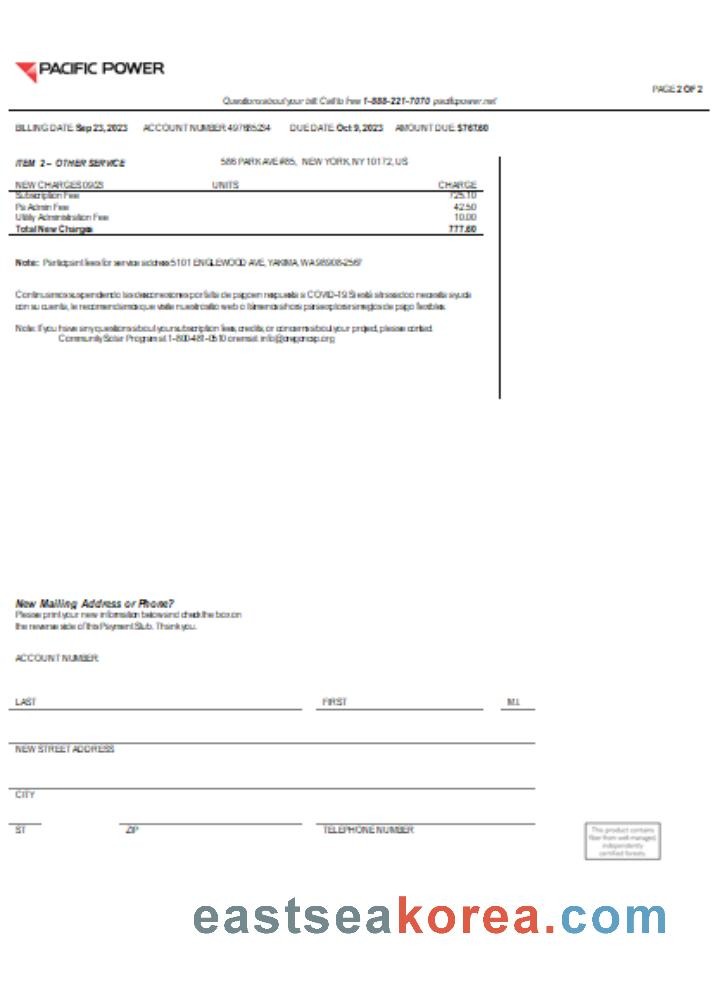 PACIFIC POWER
PAGE 2 OF 2
Questions about your bill: Call toll free 1-888-221-7070 pacificpower.net
BILLING DATE: Sep 23, 2023 ACCOUNT NUMBER: DUE DATE: Oct 9, 2023 AMOUNT DUE: $767.60
ITEM 2 - OTHER SERVICE 586 PARK AVE #85, NEW YORK, NY 10172, US
NEW CHARGES 09/23 UNITS CHARGE
Subscription Fee 725.10
Pa Admin Fee 42.50
Utility Administration Fee 10.00
Total New Charges 777.60
Note: Participant fees for service address 5101 ENGLEWOOD AVE, YAKIMA, WA 98908-2567
Continuamos suspendiendo las desconexiones por falta de pago en respuesta a COVID-19. Si está atrasado o necesita ayuda
con su cuenta, le recomendamos que visite nuestro sitio web o llámenos ahora para explorar arreglos de pago flexibles.
Note: If you have any questions about your subscription fees, credits, or concerns about your project, please contact
Community Solar Program at 1-800-481-0510 or email: info@oregoncsp.org
New Mailing Address or Phone?
Please print your new information below and check the box on
the reverse side of this Payment Stub. Thank you.
ACCOUNT NUMBER:
LAST FIRST M.I.
NEW STREET ADDRESS
CITY
ST ZIP TELEPHONE NUMBER
This product contains
fiber from well-managed,
independently
certified forests.
eastseakorea.com